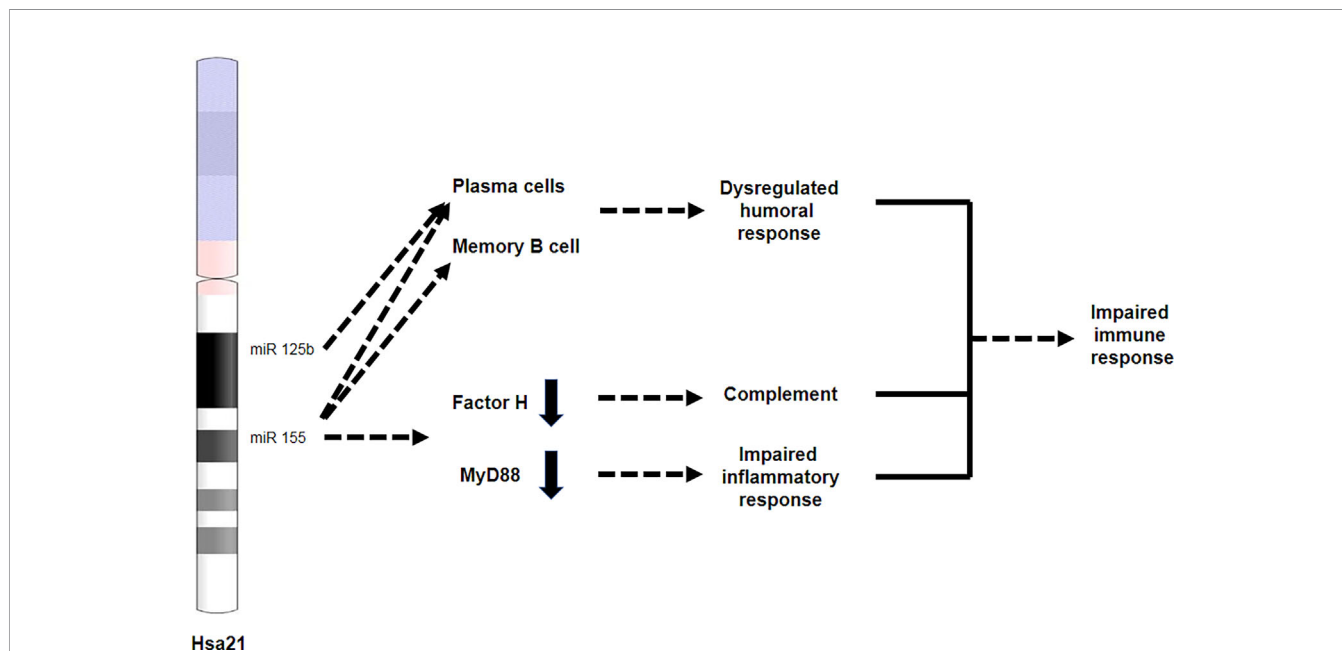 Plasma cells
Memory B cell
Dysregulated
humoral
response
miR 125b
miR 155
Factor H
MyD88
Complement
Impaired
inflammatory
response
Impaired
immune
response
Hsa21